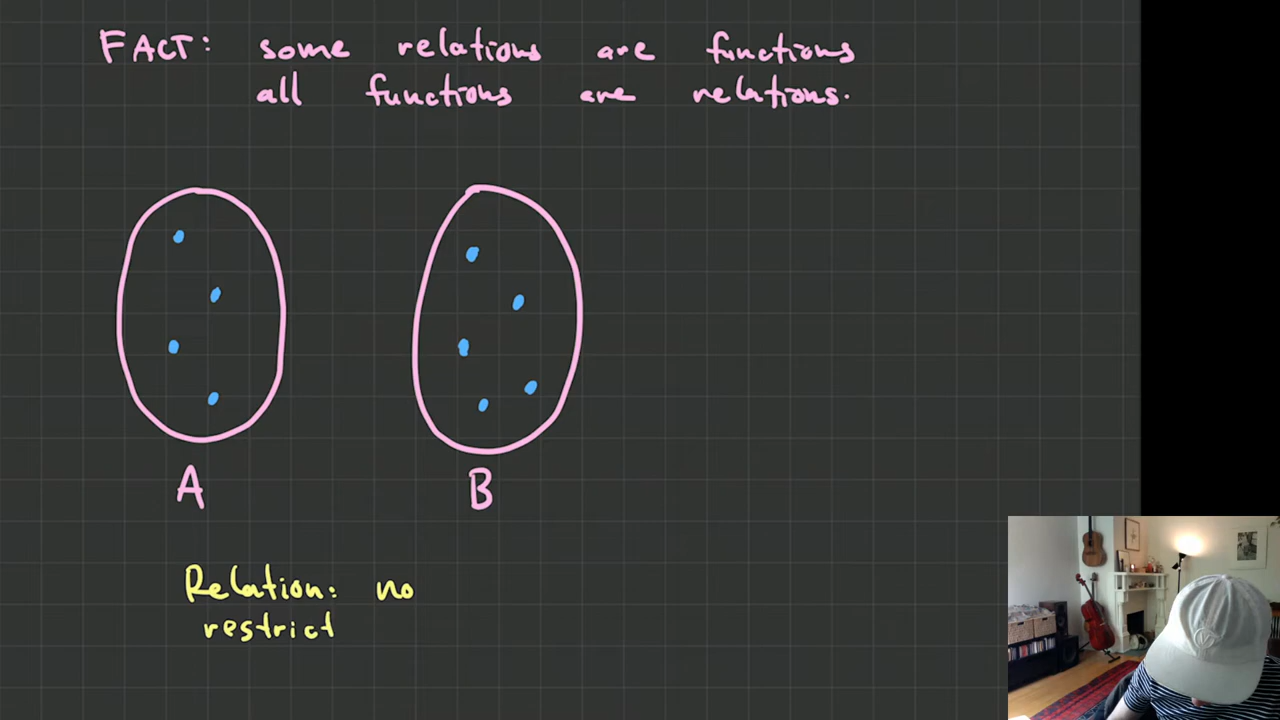 FACT: some relations are functions
all functions are relations.
A
B
Relation: no
restrict